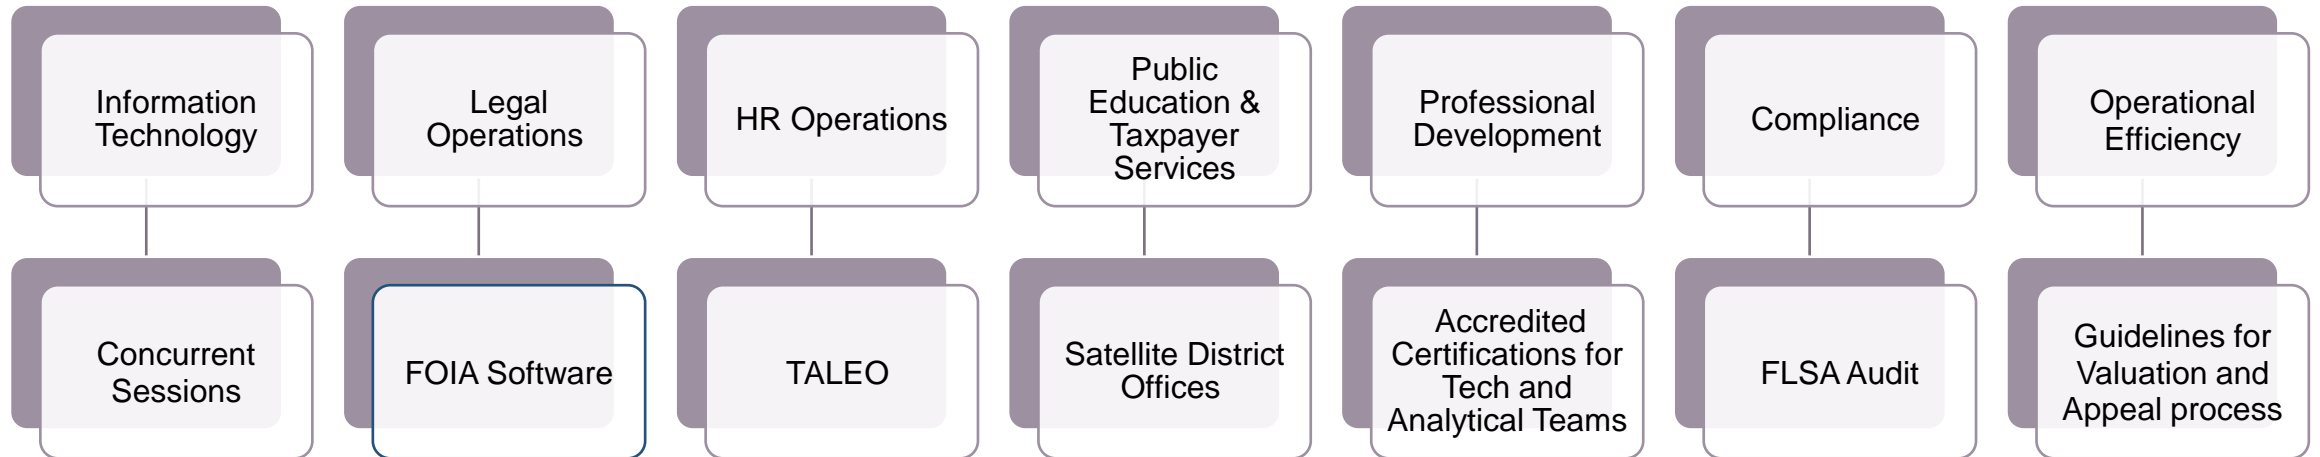 Information
Technology
Legal
Operations
HR Operations
Public
Education &
Taxpayer
Services
Professional
Development
Compliance
Operational
Efficiency
Concurrent
Sessions
FOIA Software
TALEO
Satellite District
Offices
Accredited
Certifications for
Tech and
Analytical Teams
FLSA Audit
Guidelines for
Valuation and
Appeal process